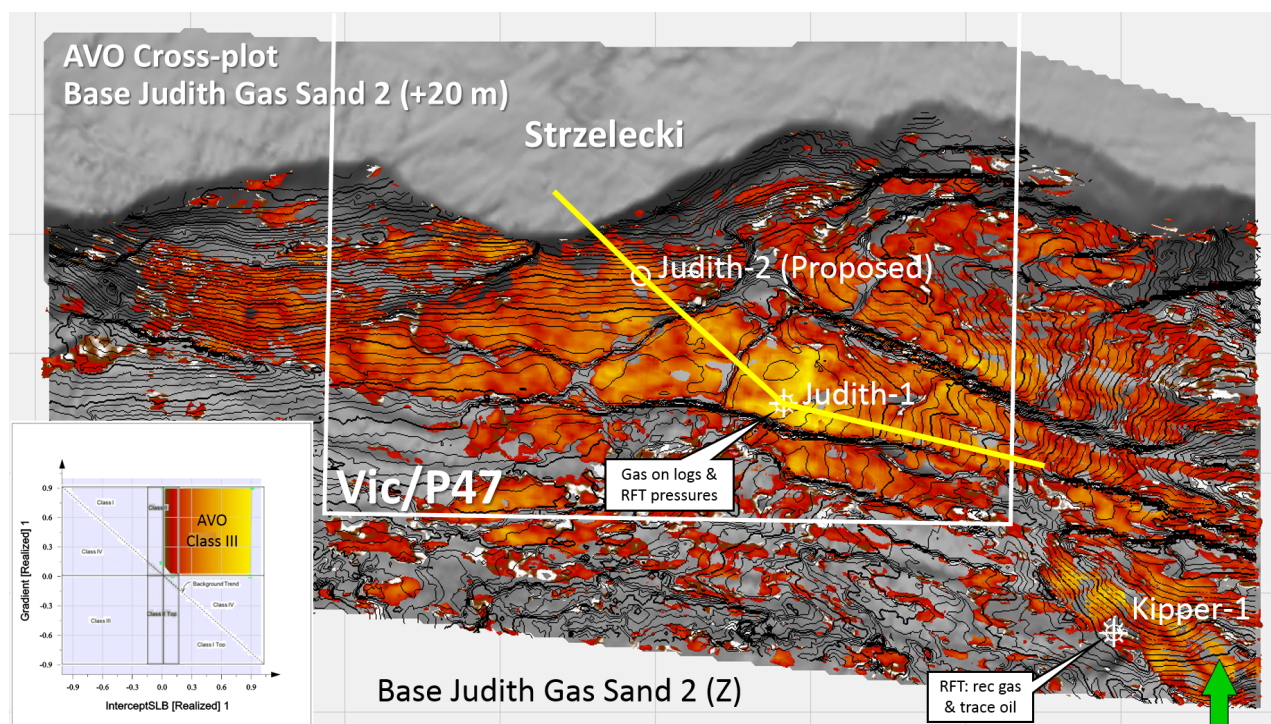 AVO Cross-plot
Base Judith Gas Sand 2 (+20 m)
Strzelecki
Judith-2 (Proposed)
Judith-1
Gas on logs &
RFT pressures
Vic/P47
Kipper-1
RFT: rec gas
& trace oil
Base Judith Gas Sand 2 (Z)
Gradient [Realized] 1
0.9
0.6
0.3
0.0
-0.3
-0.6
-0.9
Class I
Class IV
AVO
Class III
Background Trend
Class IV
Class III
Class II Top
Class I Top
-0.9
-0.6
-0.3
0.0
0.3
0.6
0.9
InterceptSLB [Realized] 1